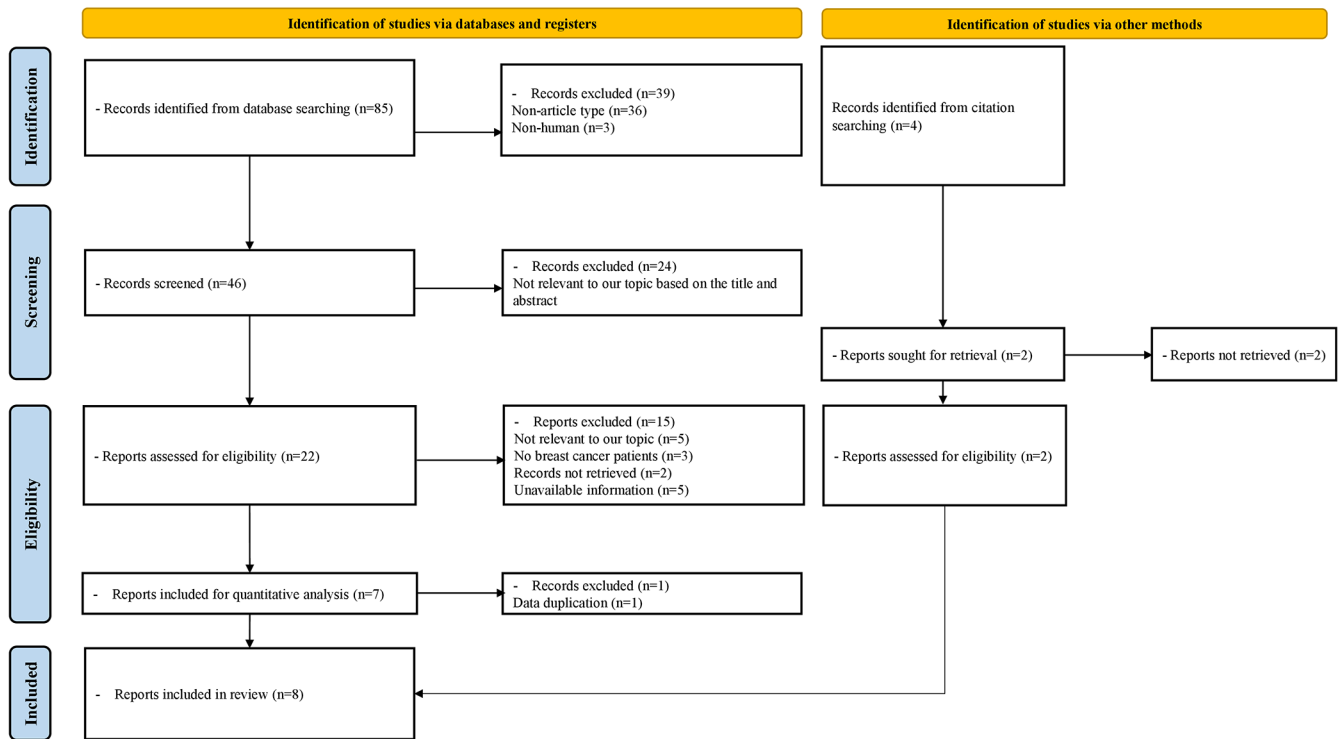 Identification of studies via databases and registers
Identification of studies via other methods
Identification
- Records identified from database searching (n=85)
- Records excluded (n=39)
Non-article type (n=36)
Non-human (n=3)
Records identified from citation
searching (n=4)
Screening
- Records screened (n=46)
- Records excluded (n=24)
Not relevant to our topic based on the title and
abstract
- Reports sought for retrieval (n=2)
- Reports not retrieved (n=2)
Eligibility
- Reports assessed for eligibility (n=22)
- Reports excluded (n=15)
Not relevant to our topic (n=5)
No breast cancer patients (n=3)
Records not retrieved (n=2)
Unavailable information (n=5)
- Reports assessed for eligibility (n=2)
- Reports included for quantitative analysis (n=7)
- Records excluded (n=1)
Data duplication (n=1)
Included
- Reports included in review (n=8)